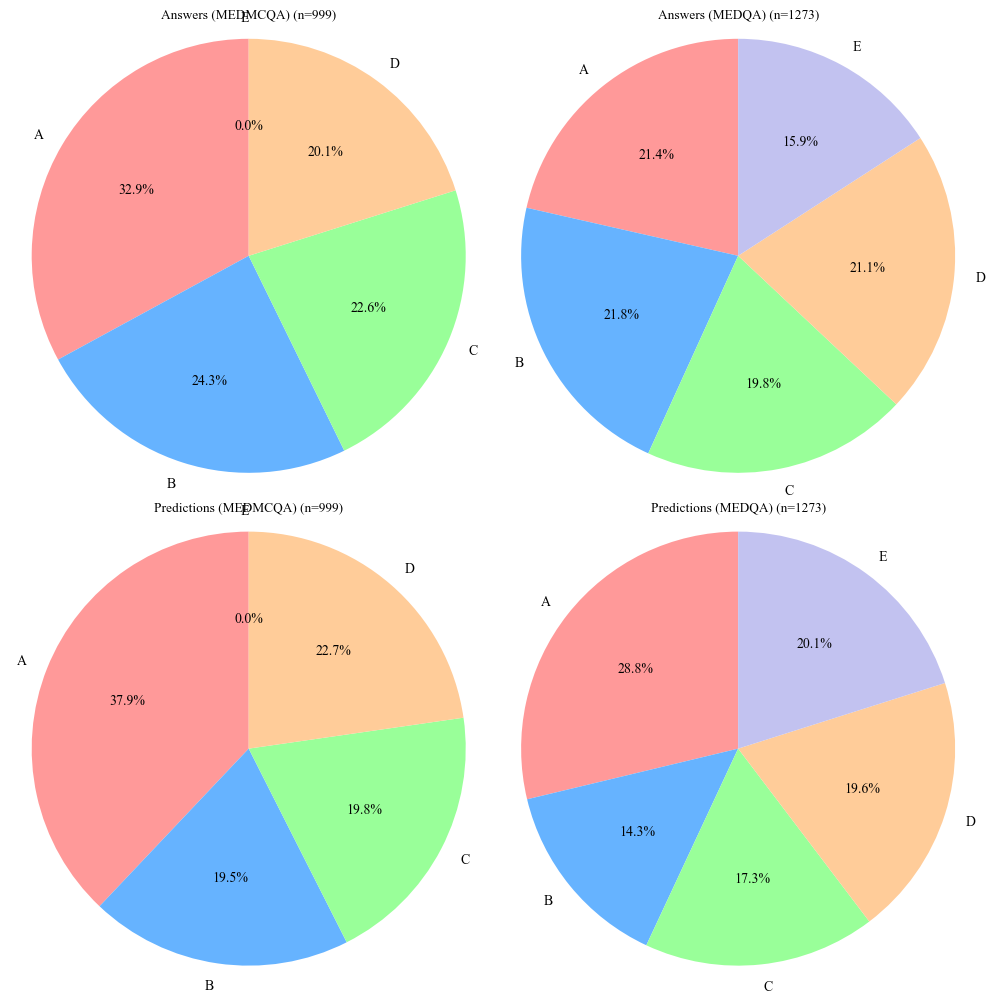 Answers (MEDMCQA) (n=999)
E
D
A
0.0%
20.1%
32.9%
22.6%
C
24.3%
B
Answers (MEDQA) (n=1273)
E
A
15.9%
21.4%
21.1%
D
21.8%
B
19.8%
C
Predictions (MEDMCQA) (n=999)
E
D
0.0%
22.7%
A
37.9%
19.8%
C
19.5%
B
Predictions (MEDQA) (n=1273)
E
A
20.1%
28.8%
19.6%
D
14.3%
17.3%
B
C